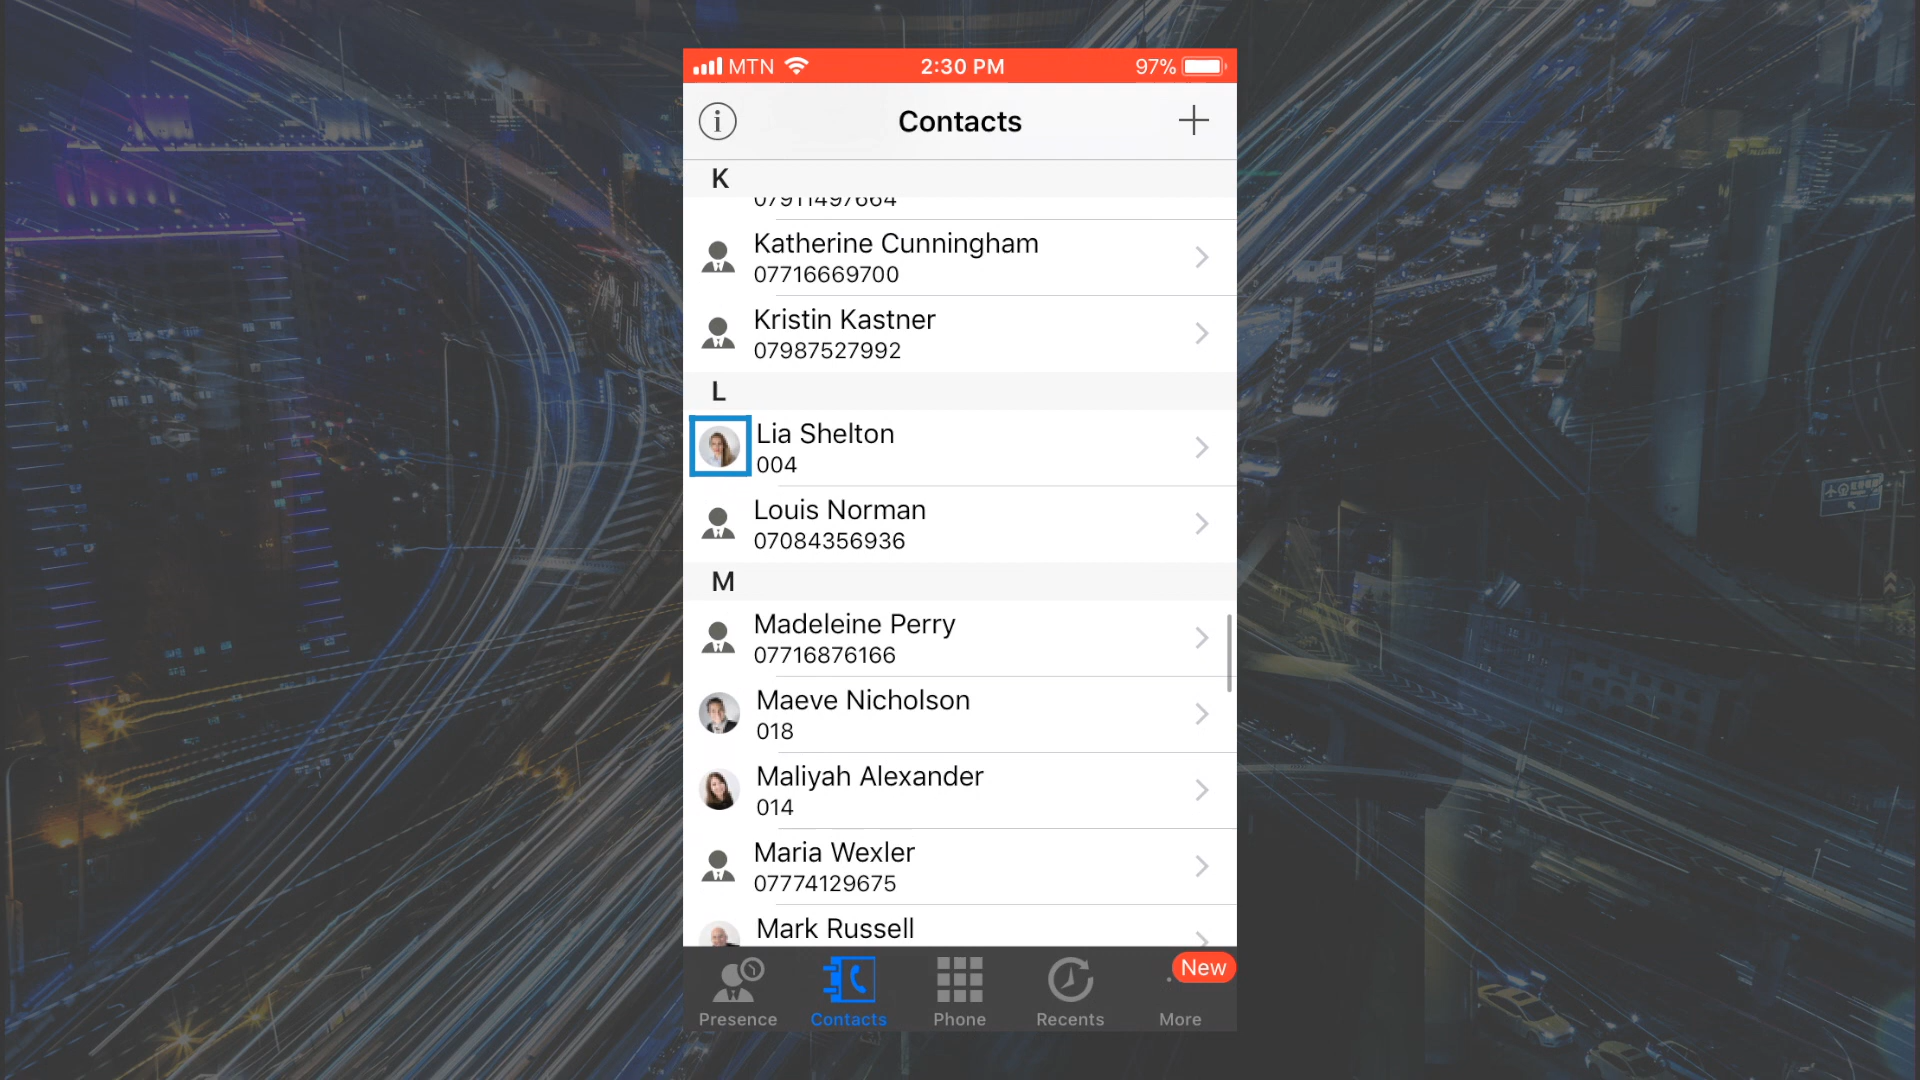 MTN 2:30 PM 97%
Contacts
K
07911497664
Katherine Cunningham
07716669700
Kristin Kastner
07987527992
L
Lia Shelton
004
Louis Norman
07084356936
M
Madeleine Perry
07716876166
Maeve Nicholson
018
Maliyah Alexander
014
Maria Wexler
07774129675
Mark Russell
New
Presence Contacts Phone Recents More